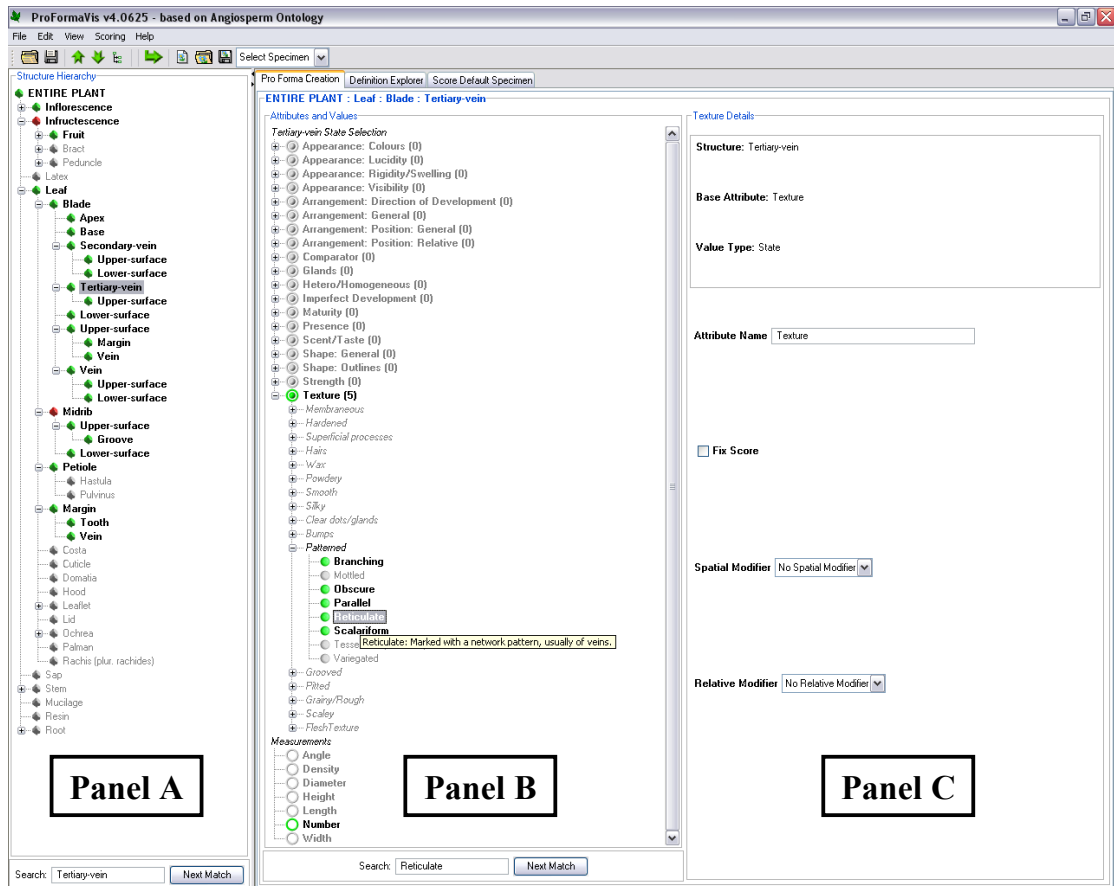 ProFormaVis v4.0625 - based on Angiosperm Ontology
File Edit View Scoring Help
Select Specimen
Structure Hierarchy
ENTIRE PLANT
Inflorescence
Infructescence
Fruit
Bract
Peduncle
Latex
Leaf
Blade
Apex
Base
Secondary-vein
Upper-surface
Lower-surface
Tertiary-vein
Upper-surface
Lower-surface
Upper-surface
Margin
Vein
Vein
Upper-surface
Lower-surface
Midrib
Upper-surface
Groove
Lower-surface
Petiole
Hastula
Pulvinus
Margin
Tooth
Vein
Costa
Cuticle
Domatia
Hood
Leaflet
Lid
Ochrea
Palman
Rachis (plur. rachides)
Sap
Stem
Mucilage
Resin
Root
Panel A
Search: Tertiary-vein Next Match
Pro Forma Creation Definition Explorer Score Default Specimen
ENTIRE PLANT : Leaf : Blade : Tertiary-vein
Attributes and Values
Tertiary-vein State Selection
Appearance: Colours (0)
Appearance: Lucidity (0)
Appearance: Rigidity/Swelling (0)
Appearance: Visibility (0)
Arrangement: Direction of Development (0)
Arrangement: General (0)
Arrangement: Position: General (0)
Arrangement: Position: Relative (0)
Comparator (0)
Glands (0)
Hetero/Homogeneous (0)
Imperfect Development (0)
Maturity (0)
Presence (0)
Scent/Taste (0)
Shape: General (0)
Shape: Outlines (0)
Strength (0)
Texture (5)
Membraneous
Hardened
Superficial processes
Hairs
Wax
Powdery
Smooth
Silky
Clear dots/glands
Bumps
Patterned
Branching
Mottled
Obscure
Parallel
Reticulate
Scalariform
Reticulate: Marked with a network pattern, usually of veins.
Variegated
Grooved
Pitted
Grainy/Rough
Scaley
FleshTexture
Measurements
Angle
Density
Diameter
Height
Length
Number
Width
Panel B
Search: Reticulate Next Match
Texture Details
Structure: Tertiary-vein
Base Attribute: Texture
Value Type: State
Attribute Name Texture
Fix Score
Spatial Modifier No Spatial Modifier
Relative Modifier No Relative Modifier
Panel C